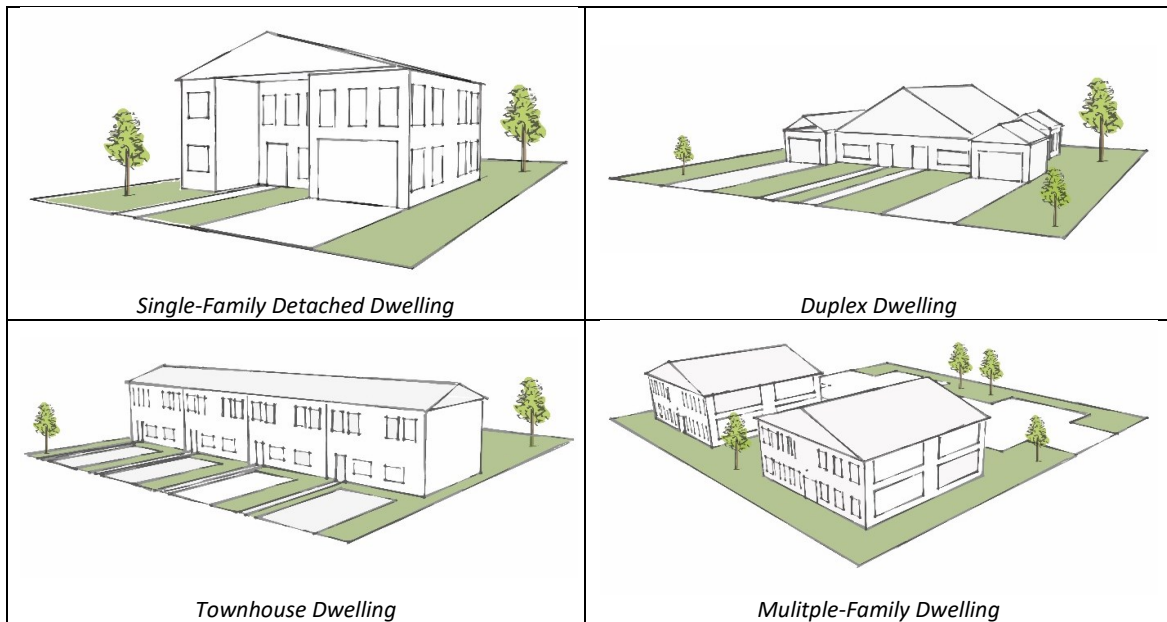 Single-Family Detached Dwelling
Duplex Dwelling
Townhouse Dwelling
Mulitple-Family Dwelling